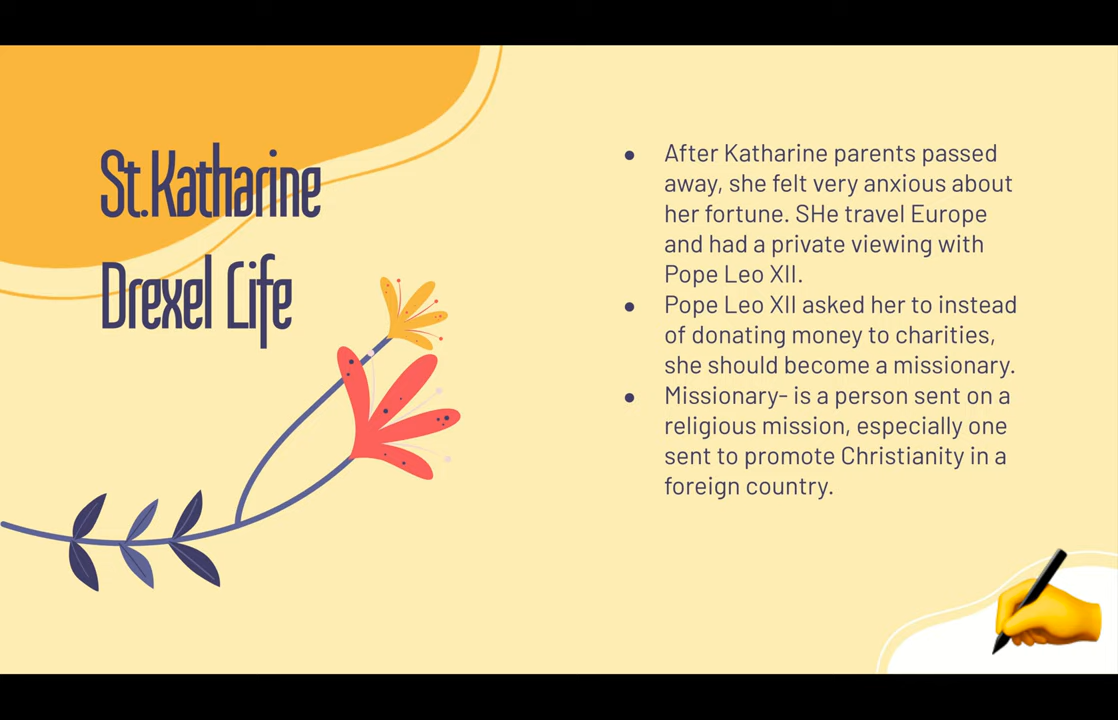 St.Katharine
Drexel Life
● After Katharine parents passed
away, she felt very anxious about
her fortune. SHe travel Europe
and had a private viewing with
Pope Leo XII.
● Pope Leo XII asked her to instead
of donating money to charities,
she should become a missionary.
● Missionary- is a person sent on a
religious mission, especially one
sent to promote Christianity in a
foreign country.